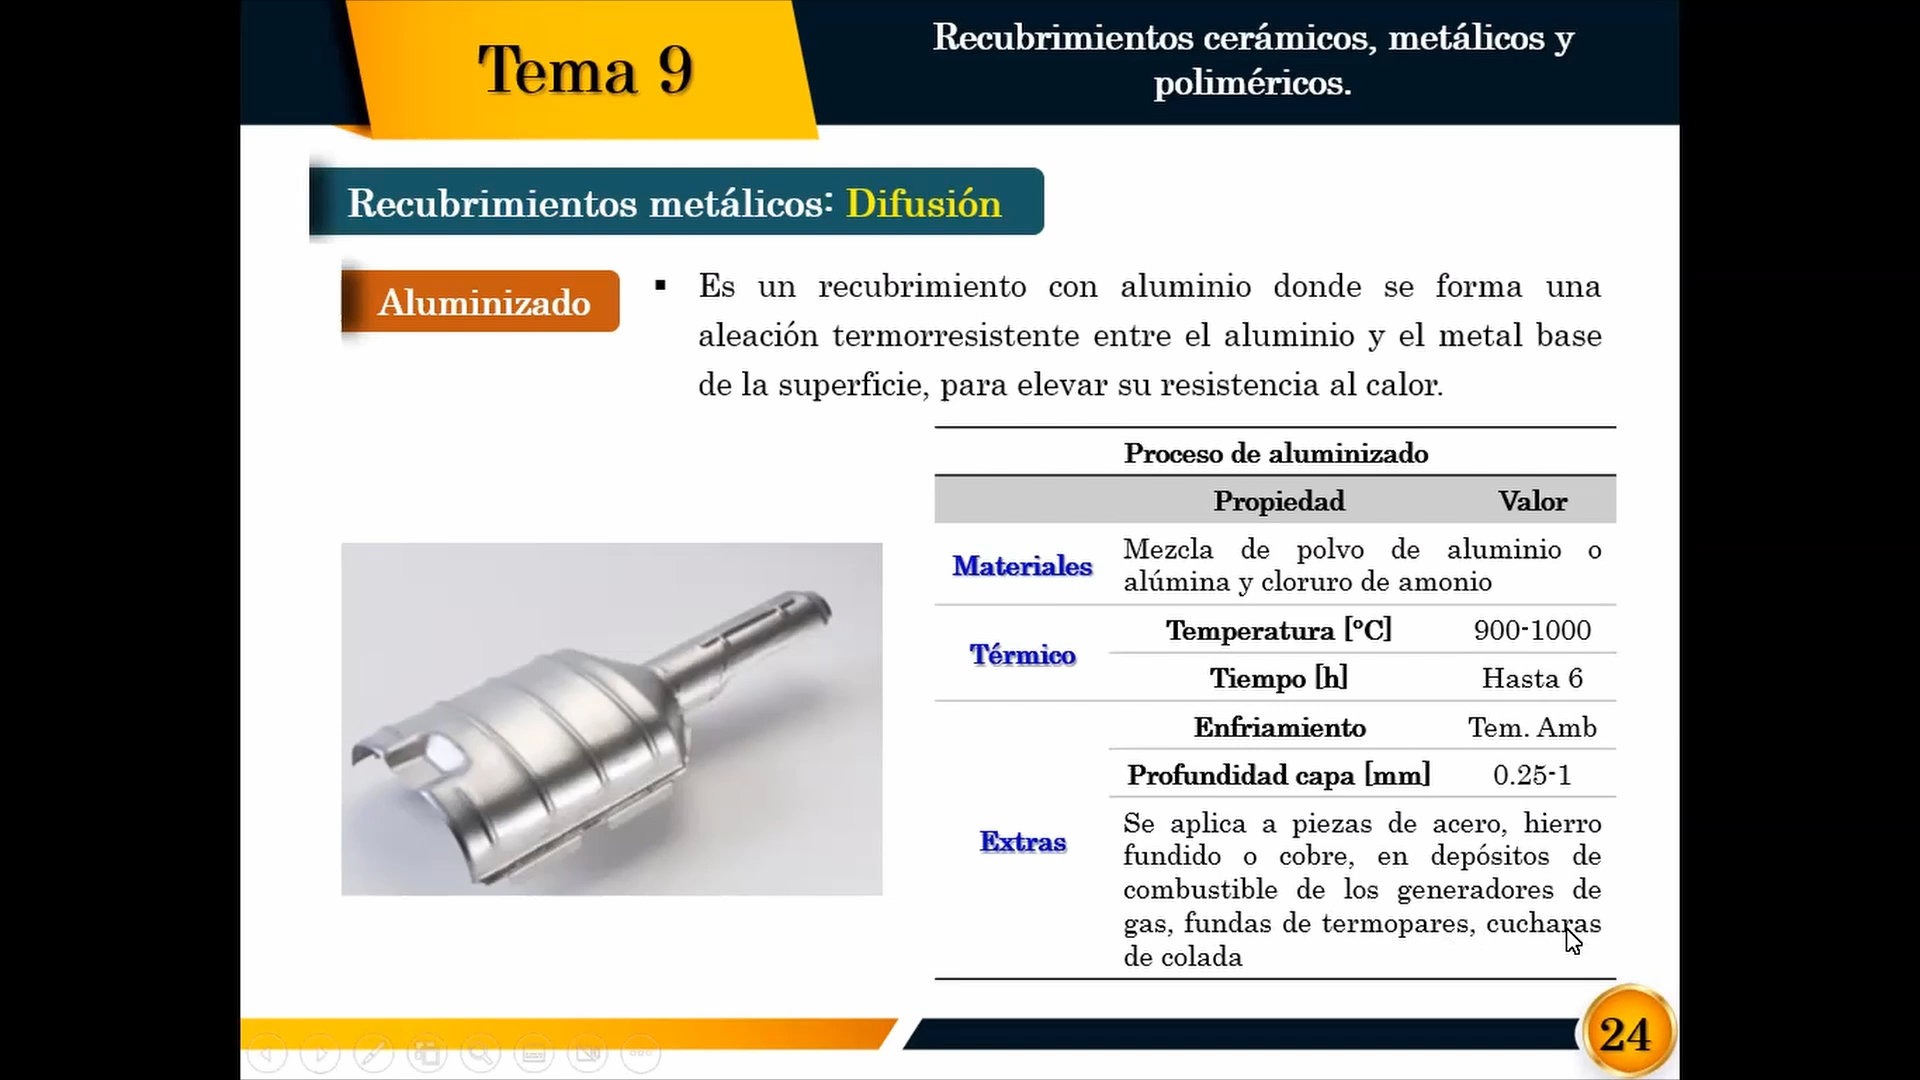 Tema 9
Recubrimientos cerámicos, metálicos y
poliméricos.
Recubrimientos metálicos: Difusión
Aluminizado
▪ Es un recubrimiento con aluminio donde se forma una
aleación termorresistente entre el aluminio y el metal base
de la superficie, para elevar su resistencia al calor.
Proceso de aluminizado
Propiedad Valor
Materiales
Mezcla de polvo de aluminio o
alúmina y cloruro de amonio
Térmico
Temperatura [°C] 900-1000
Tiempo [h] Hasta 6
Enfriamiento Tem. Amb
Profundidad capa [mm] 0.25-1
Extras
Se aplica a piezas de acero, hierro
fundido o cobre, en depósitos de
combustible de los generadores de
gas, fundas de termopares, cucharas
de colada
24